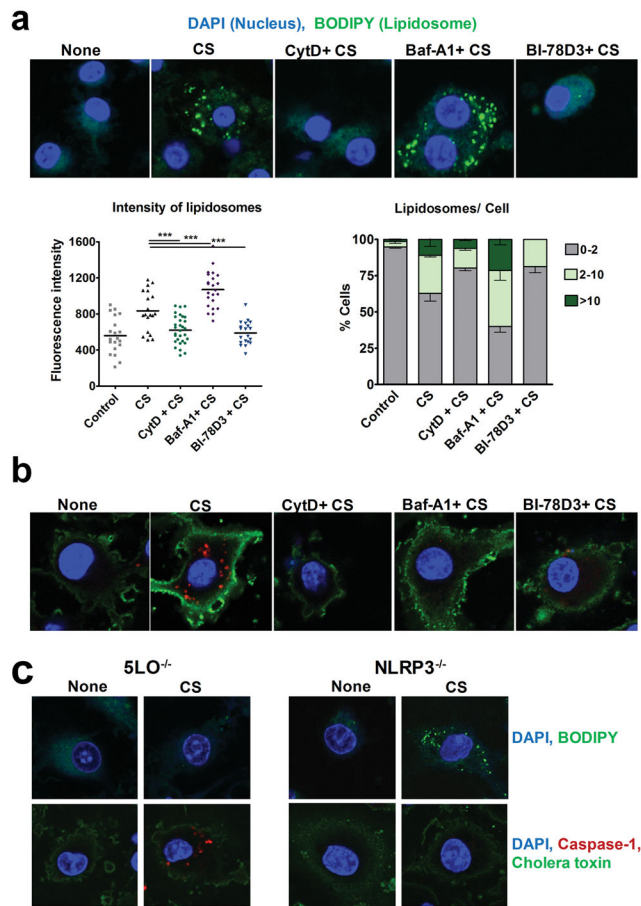 a
DAPI (Nucleus), BODIPY (Lipidosome)
None CS CytD+ CS Baf-A1+ CS BI-78D3+ CS
Intensity of lipidosomes
***
***
***
Fluorescence intensity
1600
1200
800
400
0
Control CS CytD + CS Baf-A1+ CS BI-78D3 + CS
Lipidosomes/ Cell
% Cells
100
75
50
25
0
Control CS CytD + CS Baf-A1 + CS BI-78D3 + CS
0-2
2-10
>10
b
None CS CytD+ CS Baf-A1+ CS BI-78D3+ CS
c
5LO-/- NLRP3-/-
None CS None CS
DAPI, BODIPY
DAPI, Caspase-1,
Cholera toxin